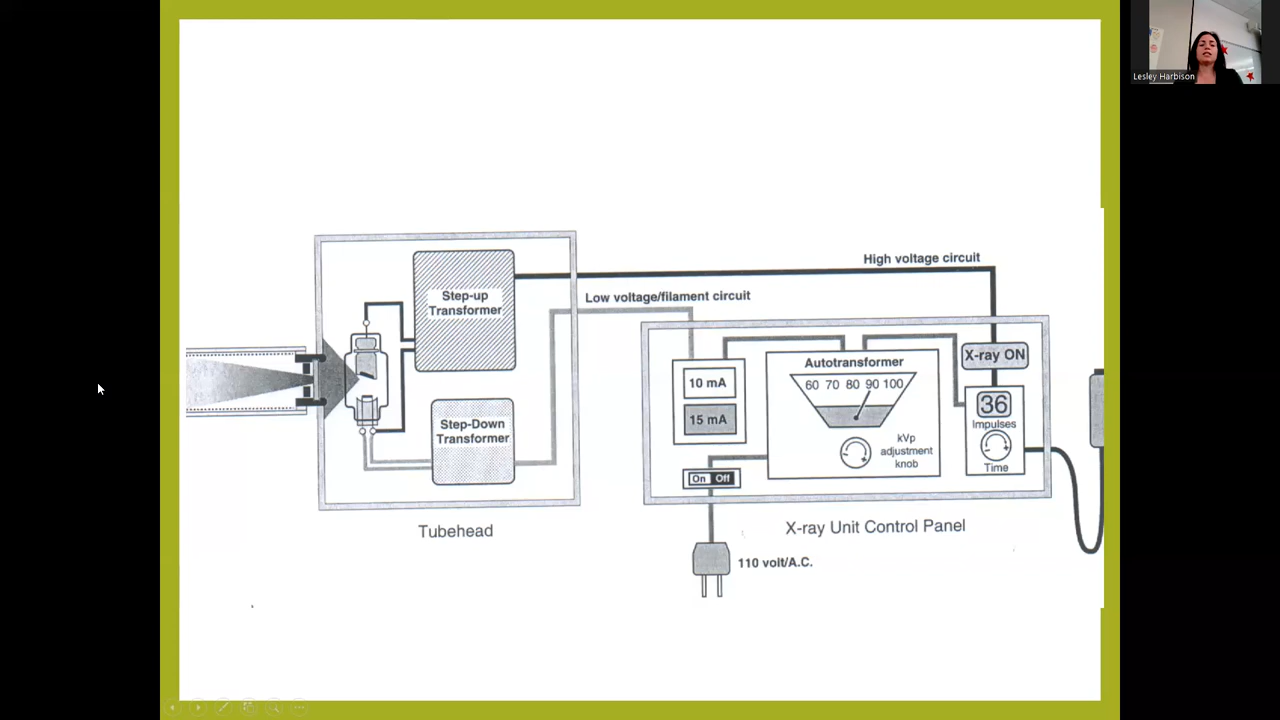 Lesley Harbison
High voltage circuit
Low voltage/filament circuit
Step-up
Transformer
Step-Down
Transformer
Tubehead
10 mA
15 mA
Autotransformer
60 70 80 90 100
kVp
adjustment
knob
X-ray ON
36
Impulses
Time
On Off
X-ray Unit Control Panel
110 volt/A.C.